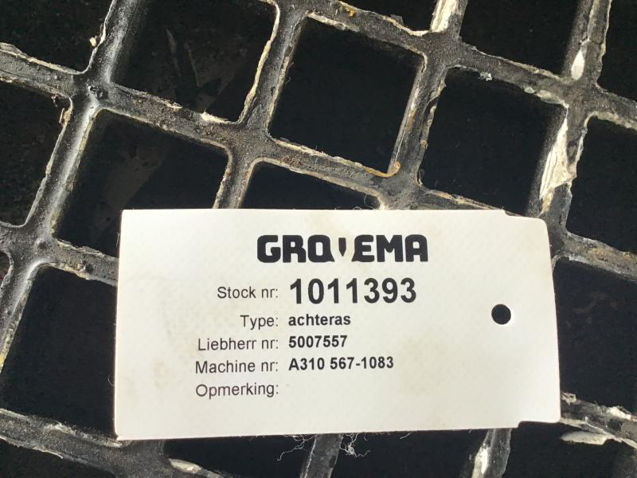 GROVEMA
Stock nr: 1011393
Type: achteras
Liebherr nr: 5007557
Machine nr: A310 567-1083
Opmerking: